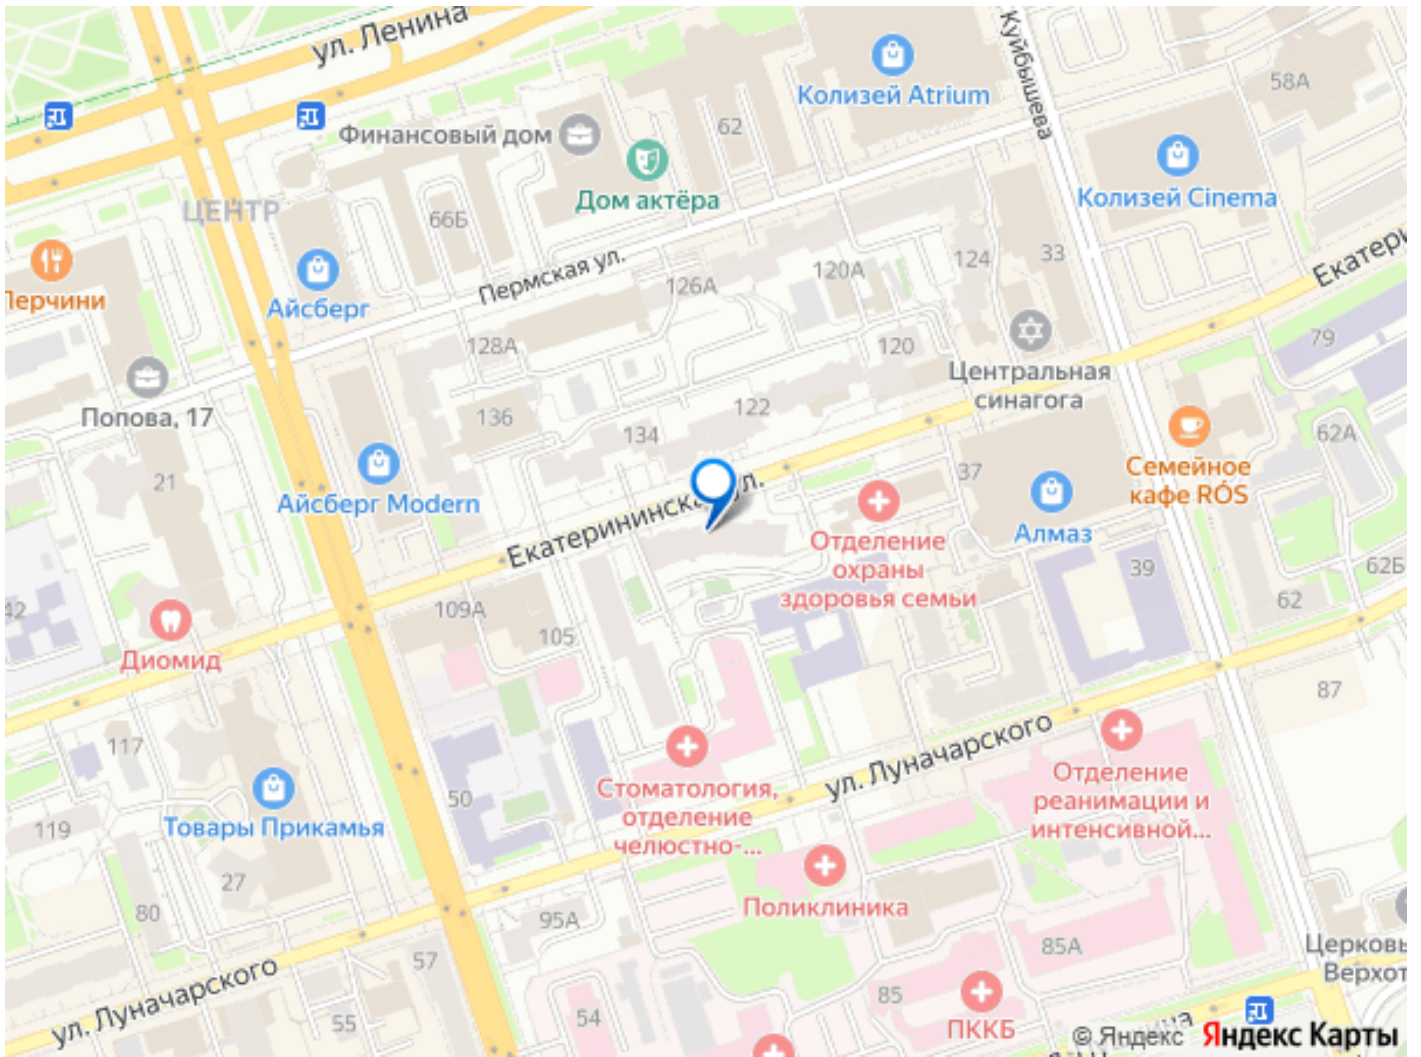 ул. Ленина
Куйбышева
Колизей Atrium
58А
Финансовый дом
62
Дом актёра
Колизей Cinema
ЦЕНТР
66Б
Пермская ул.
Айсберг
126А
120А
124
33
128А
120
79
Центральная
синагога
Попова, 17
136
134
122
62А
21
Айсберг Modern
Семейное
кафе RÓS
37
Алмаз
Отделение
охраны
здоровья семьи
39
62Б
62
42
109А
105
Диомид
87
117
50
Стоматология,
отделение
челюстно-...
ул. Луначарского
Отделение
реанимации и
интенсивной...
119
Товары Прикамья
27
80
Поликлиника
95А
85А
57
ул. Луначарского
55
54
85
ПККБ
© Яндекс Яндекс Карты